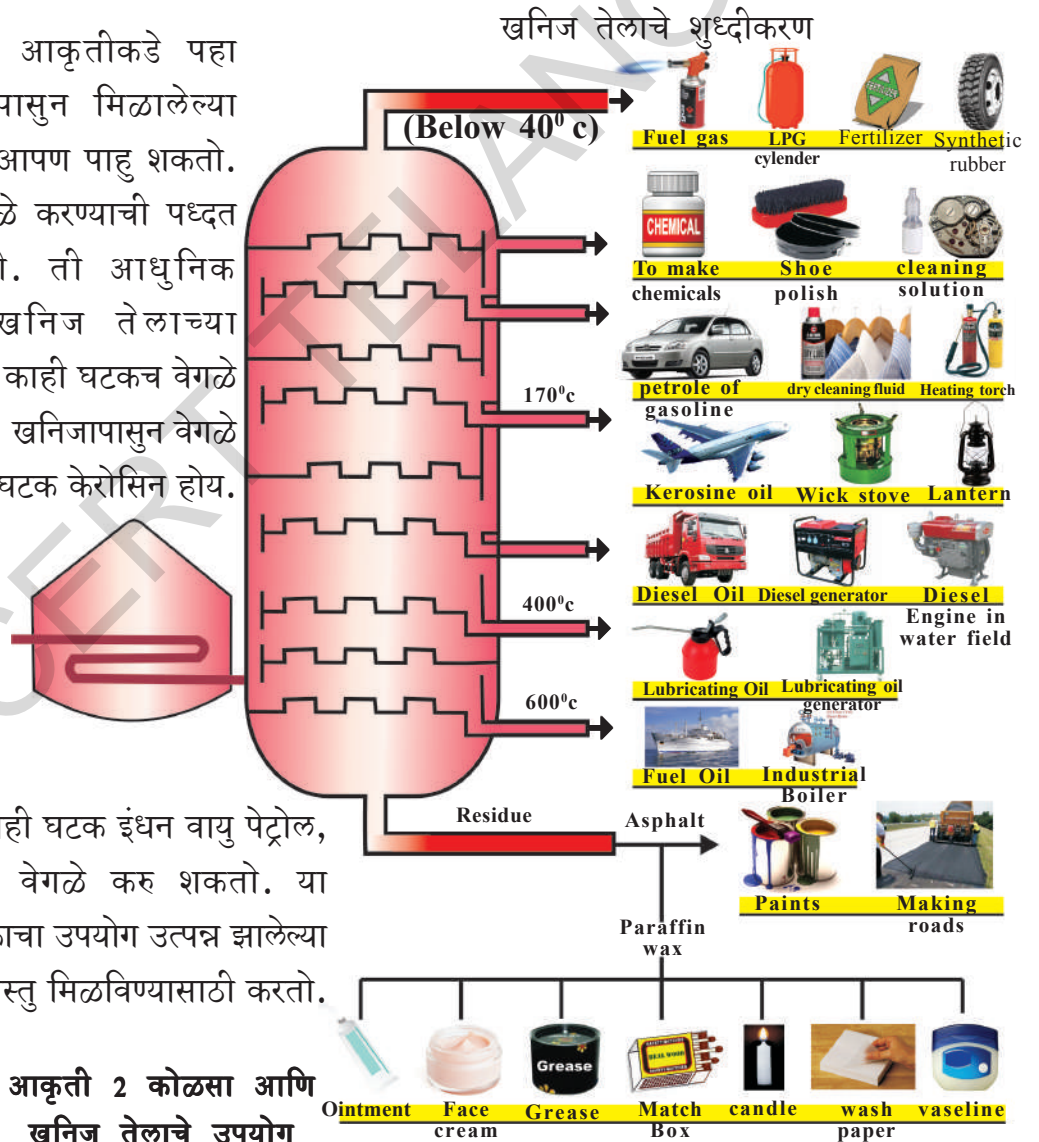 खनिज तेलाचे शुध्दीकरण
आकृतीकडे पहा
पासुन मिळालेल्या
आपण पाहु शकतो.
ळे करण्याची पध्दत
ती आधुनिक
खनिज तेलाच्या
काही घटकच वेगळे
खनिजापासुन वेगळे
घटक केरोसिन होय.
(Below 40⁰ c)
Fuel gas LPG cylender Fertilizer Synthetic rubber
CHEMICAL
To make chemicals Shoe polish cleaning solution
petrole of gasoline dry cleaning fluid Heating torch
170⁰c
Kerosine oil Wick stove Lantern
Diesel Oil Diesel generator Diesel Engine in water field
400⁰c
Lubricating Oil Lubricating oil generator
600⁰c
Fuel Oil Industrial Boiler
Residue Asphalt
Paints Making roads
Paraffin wax
Grease
Ointment Face cream Grease Match Box candle wash paper vaseline
ही घटक इंधन वायु पेट्रोल,
वेगळे करु शकतो. या
चा उपयोग उत्पन्न झालेल्या
स्तु मिळविण्यासाठी करतो.
आकृती 2 कोळसा आणि
खनिज तेलाचे उपयोग